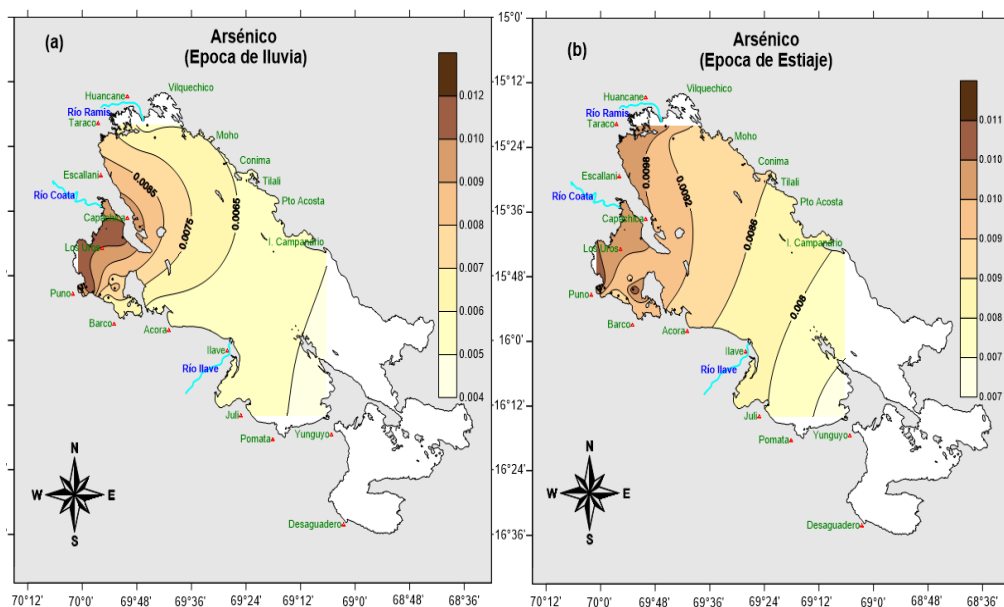 (a)
Arsénico
(Epoca de lluvia)
Huancane
Vilquechico
Río Ramis
Taraco
Moho
Escallani
Conima
Tilali
Río Coata
Pto Acosta
Capachica
Los Uros
I. Campanario
Puno
Barco
Acora
Ilave
Río Ilave
Juli
Pomata
Yunguyo
Desaguadero
0.0085
0.0075
0.0065
0.012
0.010
0.009
0.008
0.007
0.006
0.005
0.004
N
W E
S
70°12' 70°0' 69°48' 69°36' 69°24' 69°12' 69°0' 68°48' 68°36'
15°0'
15°12'
15°24'
15°36'
15°48'
16°0'
16°12'
16°24'
16°36'
(b)
Arsénico
(Epoca de Estiaje)
Huancane
Vilquechico
Río Ramis
Taraco
Moho
Escallani
Conima
Tilali
Río Coata
Pto Acosta
Capachica
Los Uros
I. Campanario
Puno
Barco
Acora
Ilave
Río Ilave
Juli
Pomata
Yunguyo
Desaguadero
0.0098
0.0092
0.0086
0.008
0.011
0.010
0.010
0.009
0.009
0.008
0.007
0.007
N
W E
S
70°12' 70°0' 69°48' 69°36' 69°24' 69°12' 69°0' 68°48' 68°36'